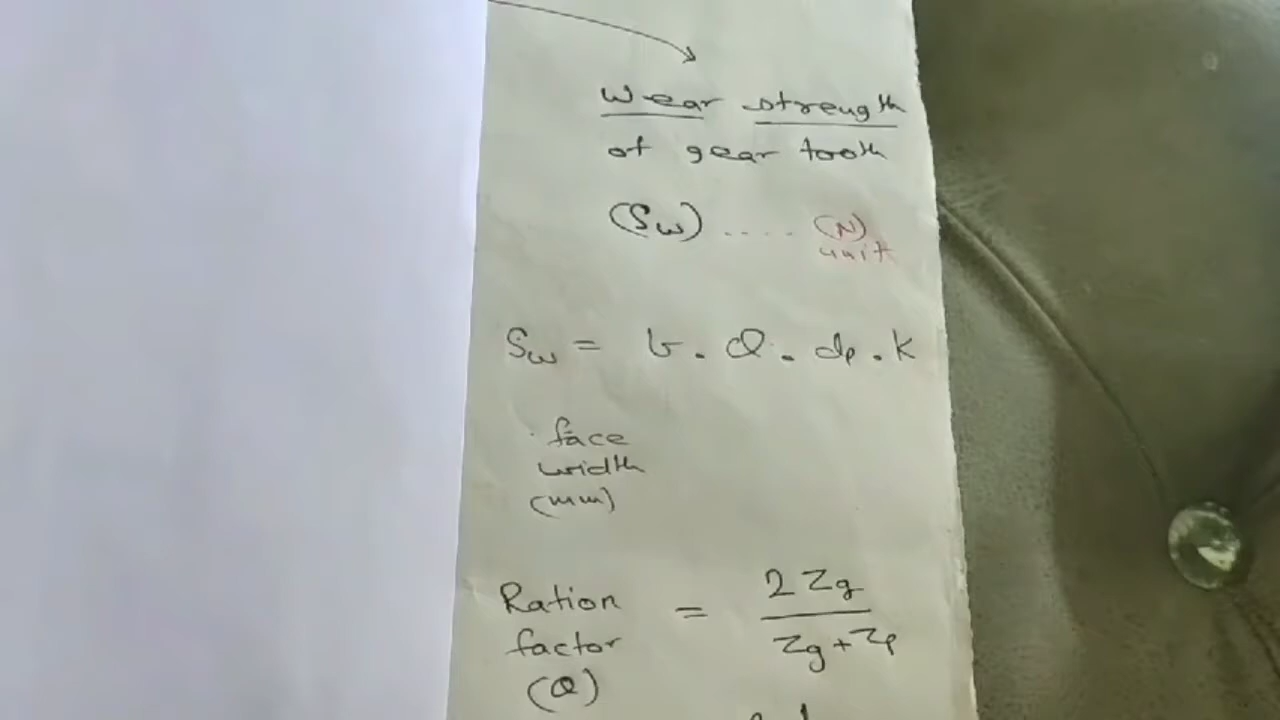 Wear strength
of gear tooth
(Sw) .... (N)
unit
Sw = b . Q . dp . k
face
width
(mm)
Ration factor (Q) = 2Zg / Zg + Zp